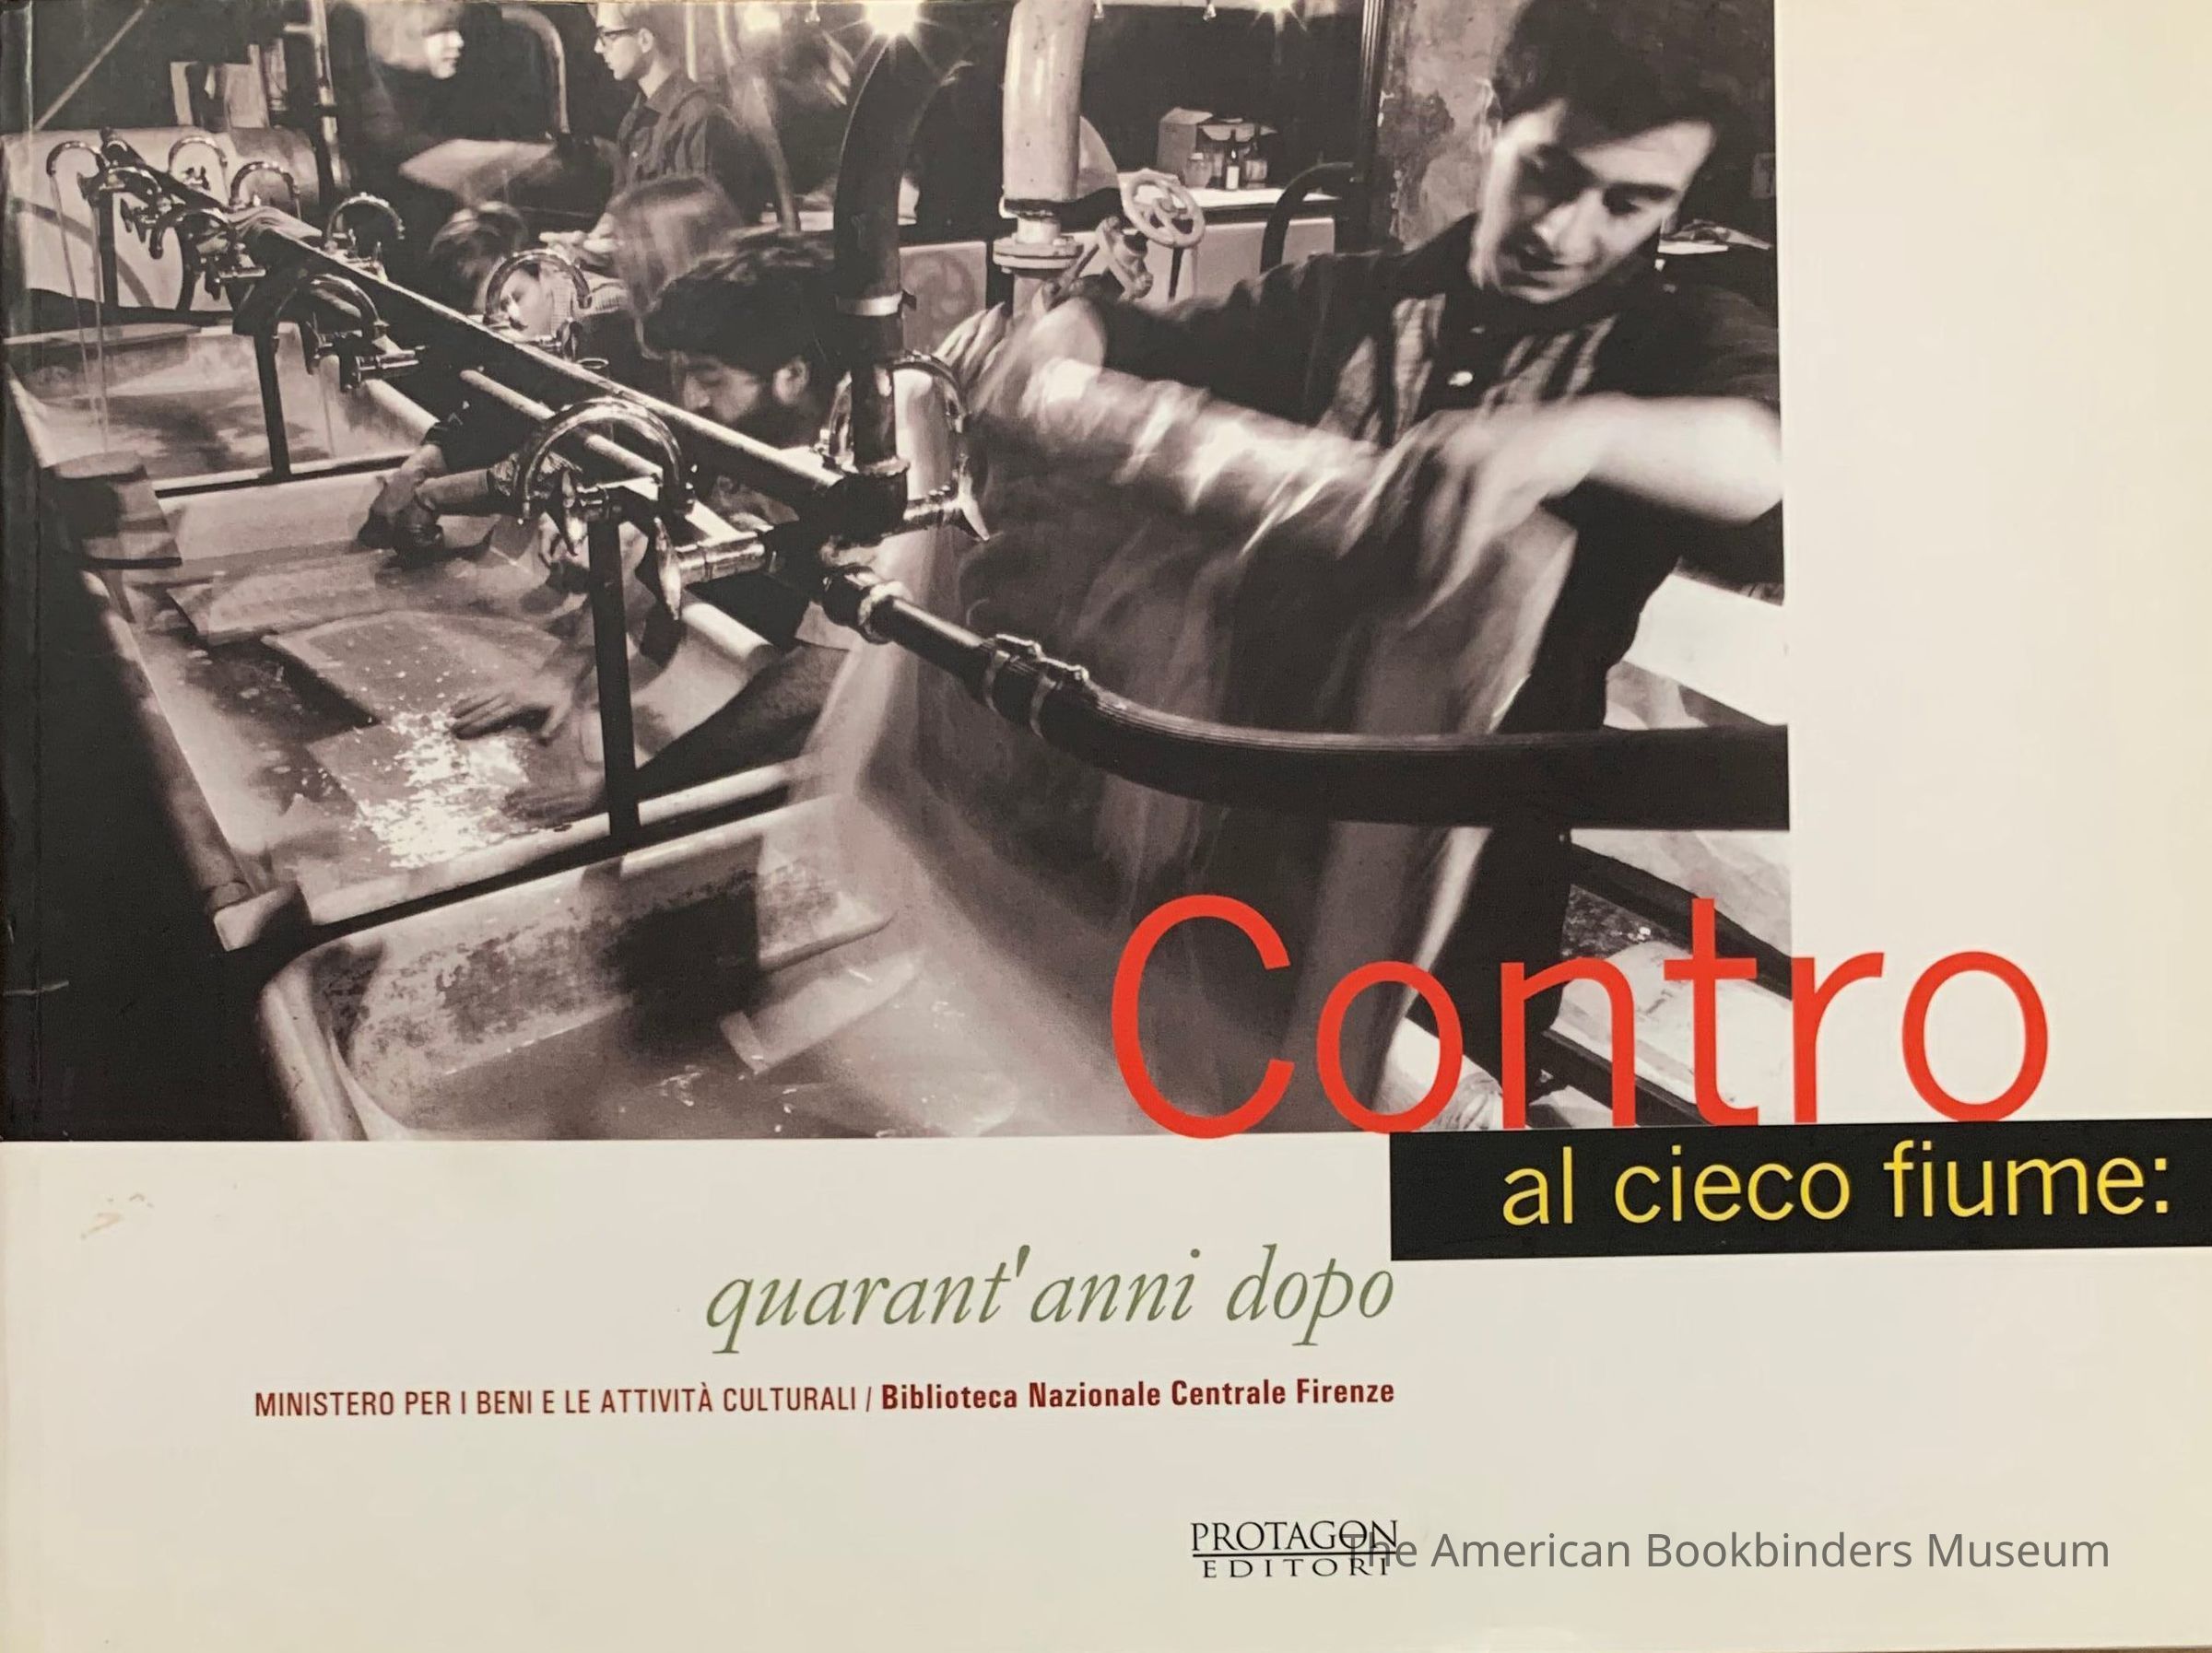 Contro
al cieco fiume:
quarant'anni dopo
MINISTERO PER I BENI E LE ATTIVITÀ CULTURALI / Biblioteca Nazionale Centrale Firenze
PROTAGON
EDITORI
The American Bookbinders Museum